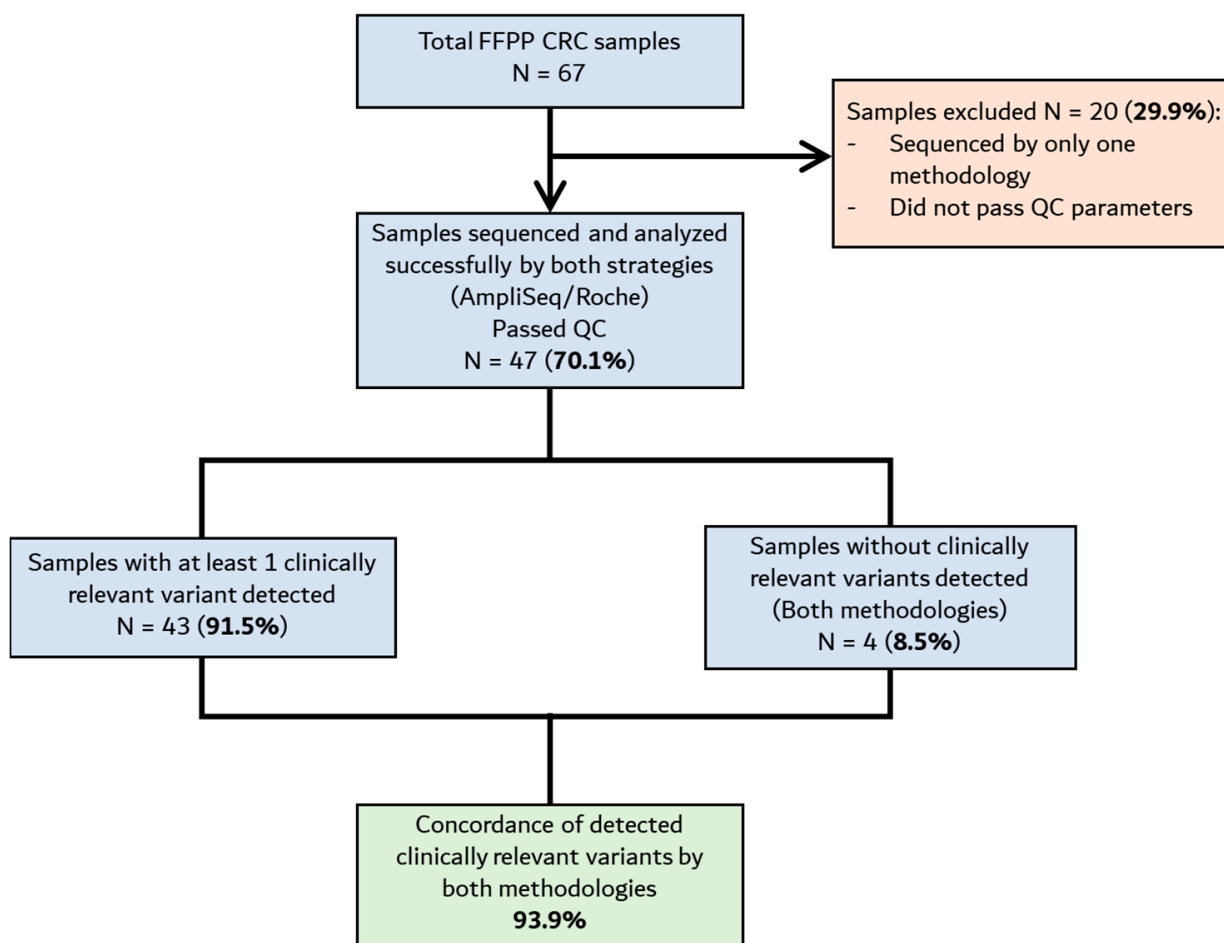 Total FFPP CRC samples
N = 67
Samples excluded N = 20 (29.9%):
- Sequenced by only one
methodology
- Did not pass QC parameters
Samples sequenced and analyzed
successfully by both strategies
(AmpliSeq/Roche)
Passed QC
N = 47 (70.1%)
Samples with at least 1 clinically
relevant variant detected
N = 43 (91.5%)
Samples without clinically
relevant variants detected
(Both methodologies)
N = 4 (8.5%)
Concordance of detected
clinically relevant variants by
both methodologies
93.9%